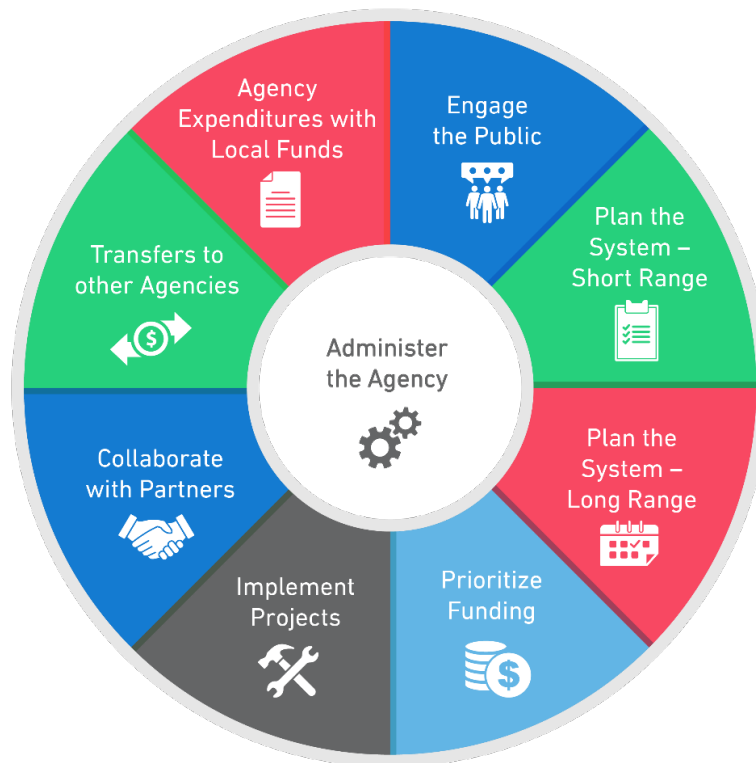 Agency
Expenditures with
Local Funds
Engage
the Public
Plan the
System –
Short Range
Plan the
System –
Long Range
Prioritize
Funding
Implement
Projects
Collaborate
with Partners
Transfers to
other Agencies
Administer
the Agency